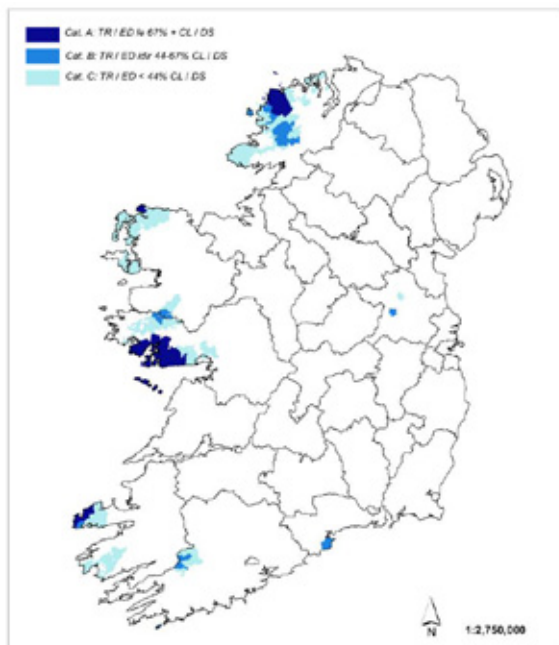 Cat. A: TR / ED le 67% + CL / DS
Cat. B: TR / ED idir 44-67% CL / DS
Cat. C: TR / ED < 44% CL / DS
N
1:2,750,000